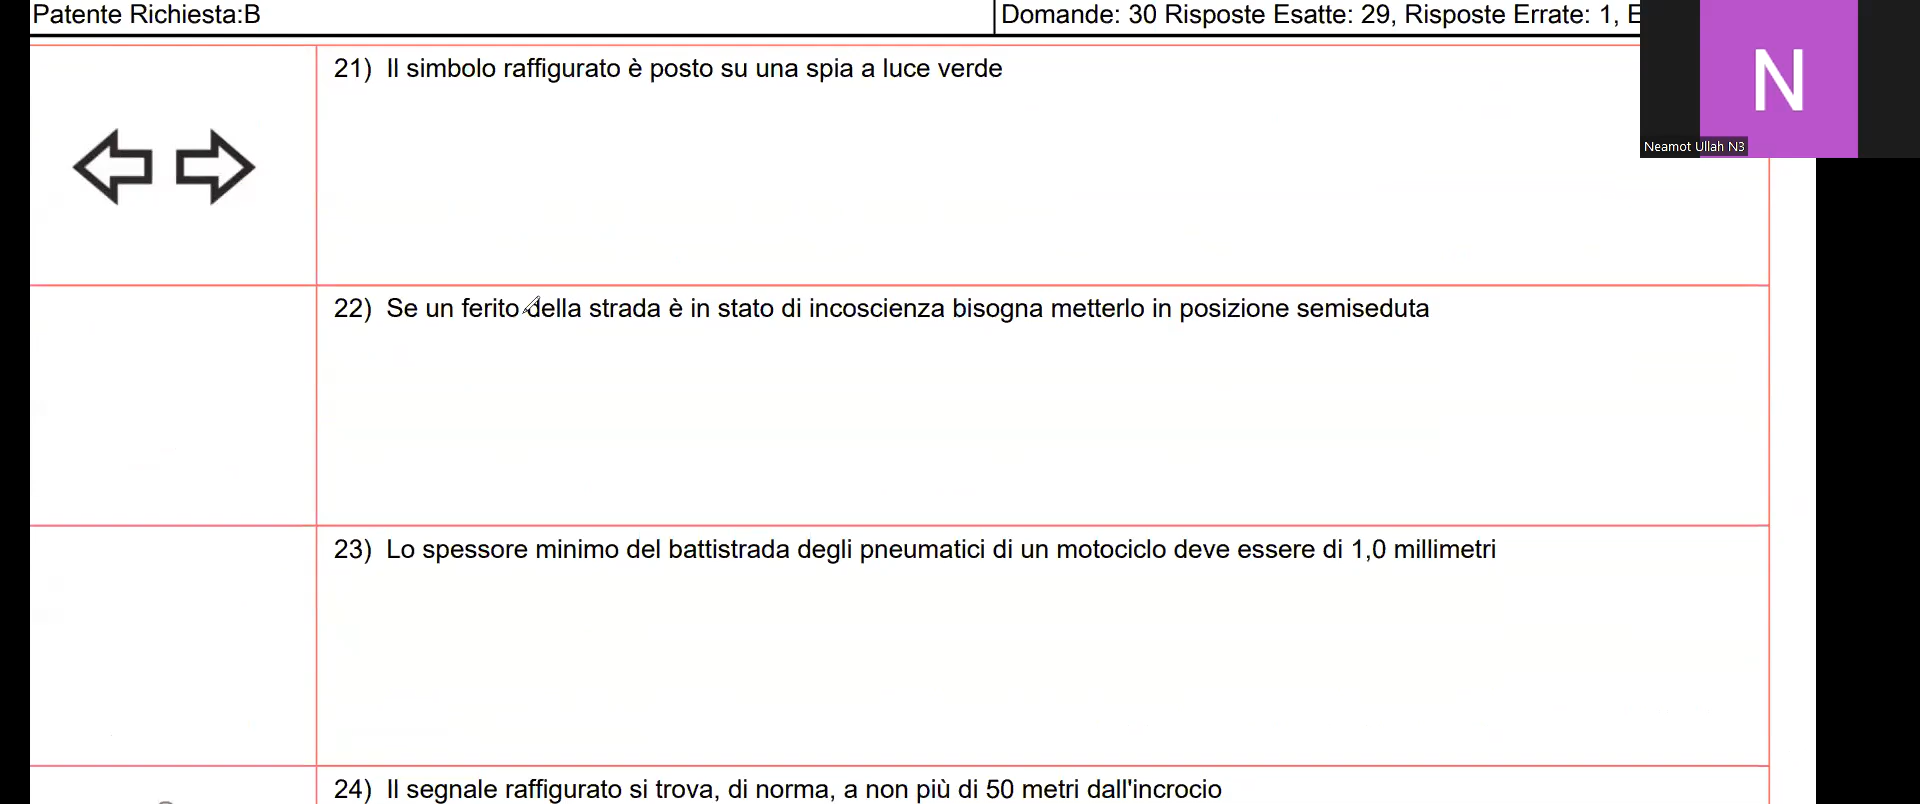 Patente Richiesta:B
Domande: 30 Risposte Esatte: 29, Risposte Errate: 1, E
N
Neamot Ullah N3
21) Il simbolo raffigurato è posto su una spia a luce verde
22) Se un ferito della strada è in stato di incoscienza bisogna metterlo in posizione semiseduta
23) Lo spessore minimo del battistrada degli pneumatici di un motociclo deve essere di 1,0 millimetri
24) Il segnale raffigurato si trova, di norma, a non più di 50 metri dall'incrocio